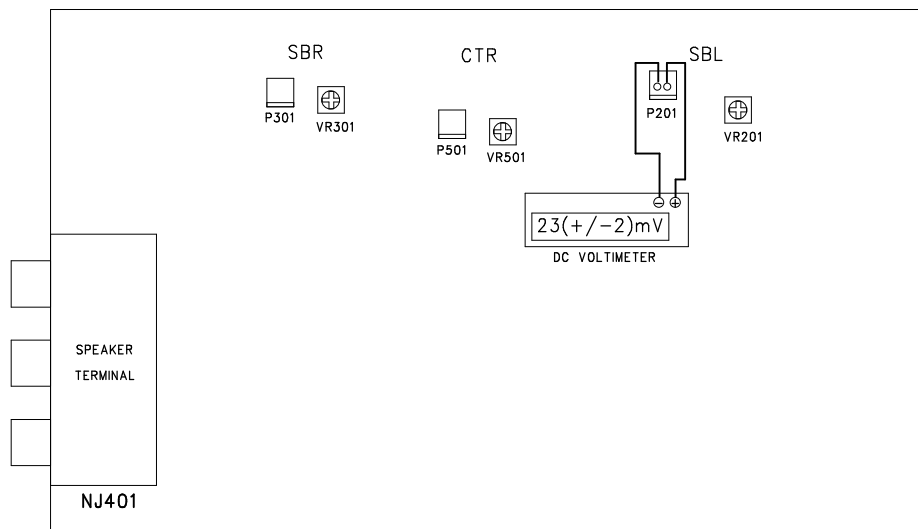 SBR
CTR
SBL
P301
VR301
P501
VR501
P201
VR201
23(+/-2)mV
DC VOLTIMETER
SPEAKER
TERMINAL
NJ401